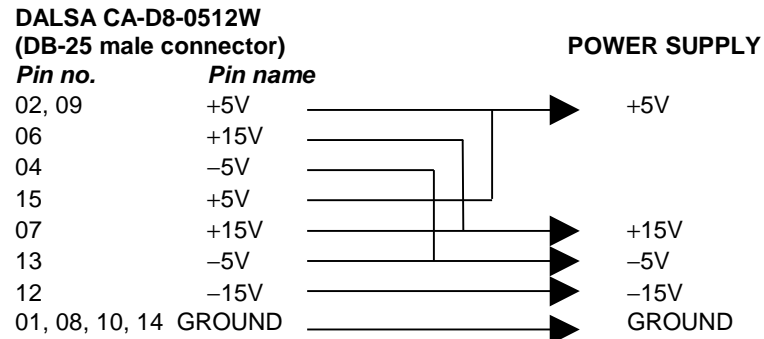 DALSA CA-D8-0512W
(DB-25 male connector) POWER SUPPLY
Pin no. Pin name
02, 09 +5V +5V
06 +15V
04 −5V
15 +5V
07 +15V +15V
13 −5V −5V
12 −15V −15V
01, 08, 10, 14 GROUND GROUND